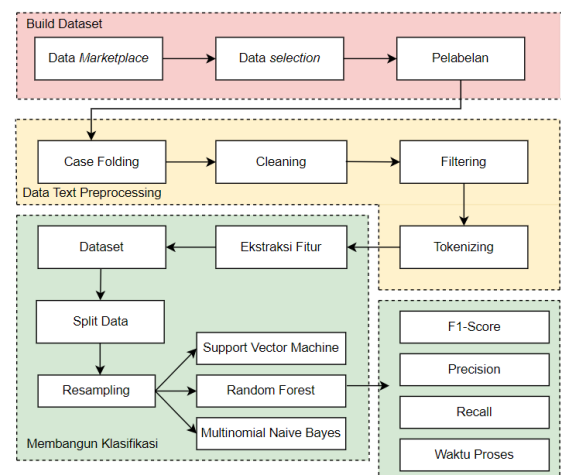 Build Dataset
Data Marketplace
Data selection
Pelabelan
Case Folding
Cleaning
Filtering
Data Text Preprocessing
Dataset
Ekstraksi Fitur
Tokenizing
Split Data
Resampling
Support Vector Machine
Random Forest
Multinomial Naive Bayes
Membangun Klasifikasi
F1-Score
Precision
Recall
Waktu Proses